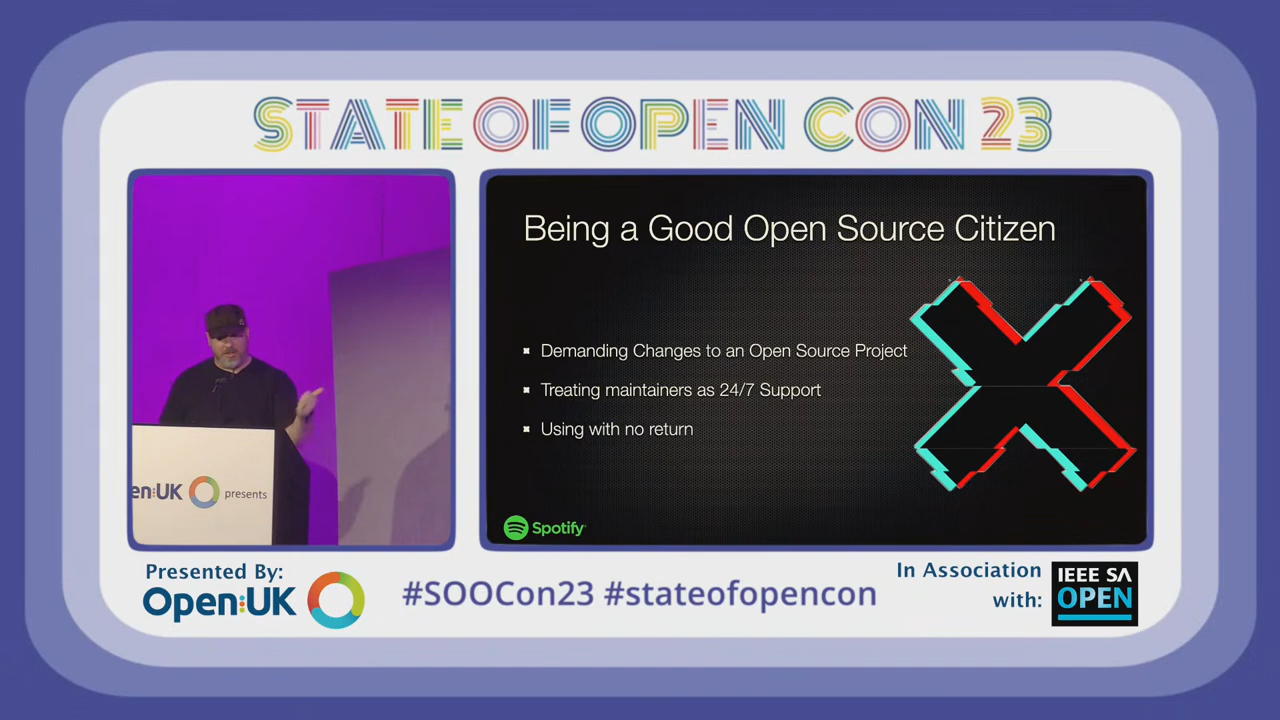 STATE OF OPEN CON 23
Being a Good Open Source Citizen
Demanding Changes to an Open Source Project
Treating maintainers as 24/7 Support
Using with no return
Spotify
en:UK presents
Presented By:
Open:UK
#SOOCon23 #stateofopencon
In Association
with:
IEEE SA
OPEN